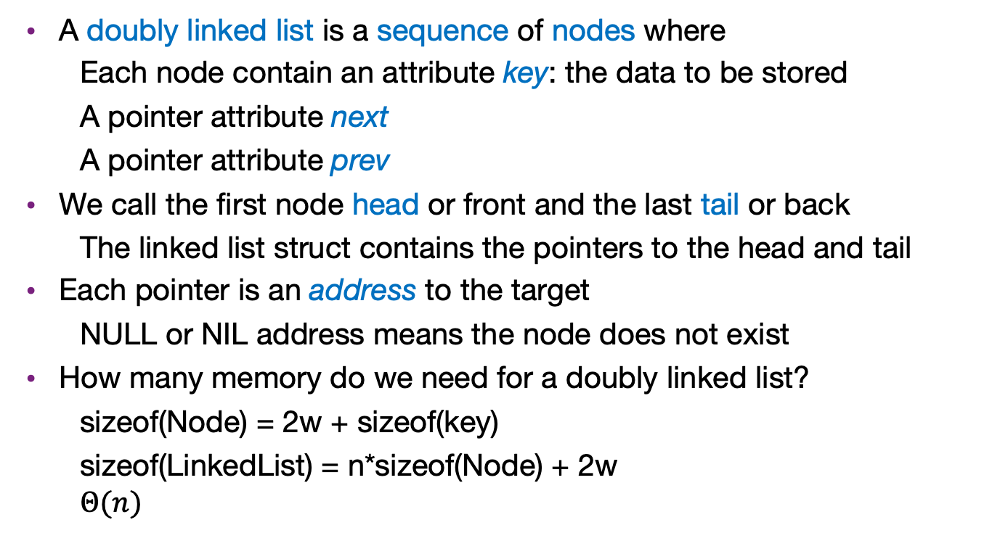 • A doubly linked list is a sequence of nodes where
Each node contain an attribute key: the data to be stored
A pointer attribute next
A pointer attribute prev
• We call the first node head or front and the last tail or back
The linked list struct contains the pointers to the head and tail
• Each pointer is an address to the target
NULL or NIL address means the node does not exist
• How many memory do we need for a doubly linked list?
sizeof(Node) = 2w + sizeof(key)
sizeof(LinkedList) = n*sizeof(Node) + 2w
Θ(n)